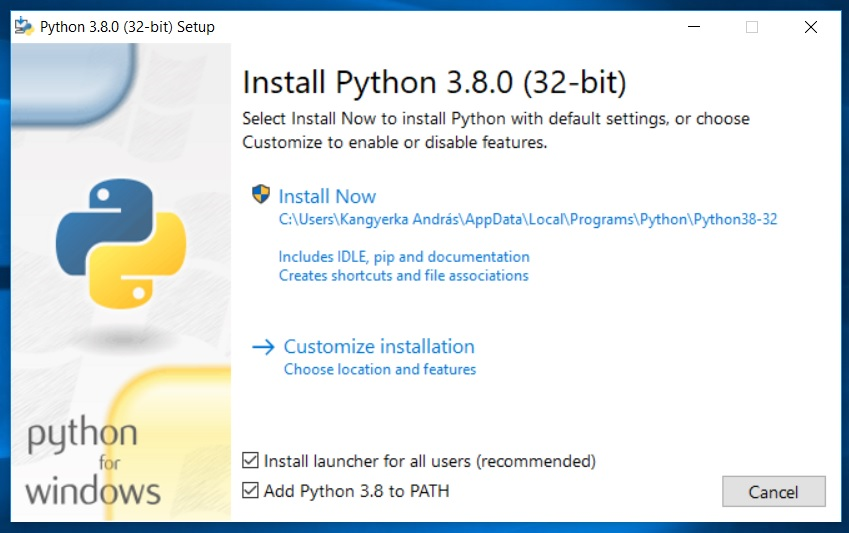 Python 3.8.0 (32-bit) Setup
Install Python 3.8.0 (32-bit)
Select Install Now to install Python with default settings, or choose
Customize to enable or disable features.
Install Now
C:\Users\Kangyerka András\AppData\Local\Programs\Python\Python38-32
Includes IDLE, pip and documentation
Creates shortcuts and file associations
Customize installation
Choose location and features
python
for
windows
Install launcher for all users (recommended)
Add Python 3.8 to PATH
Cancel